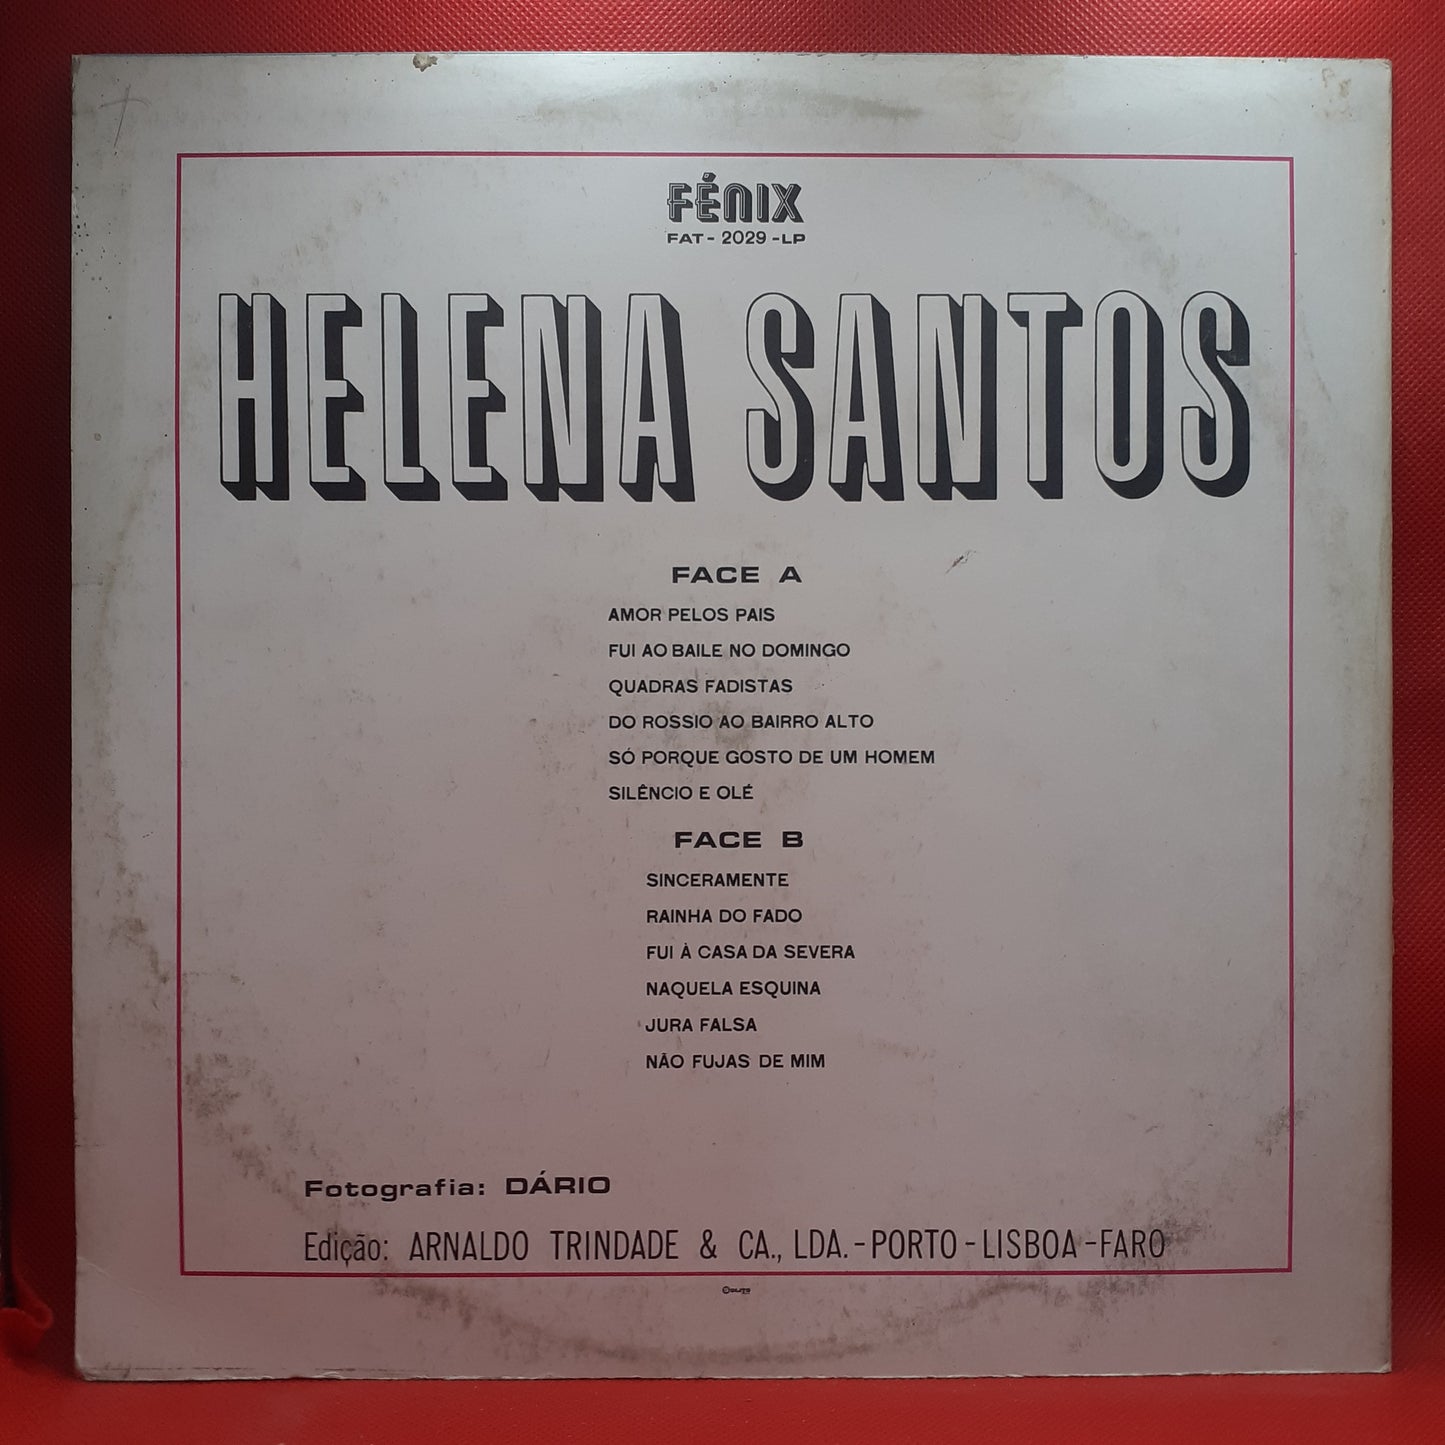 FÉNIX
FAT- 2029 -LP
HELENA SANTOS
FACE A
AMOR PELOS PAIS
FUI AO BAILE NO DOMINGO
QUADRAS FADISTAS
DO ROSSIO AO BAIRRO ALTO
SÓ PORQUE GOSTO DE UM HOMEM
SILÊNCIO E OLÉ
FACE B
SINCERAMENTE
RAINHA DO FADO
FUI À CASA DA SEVERA
NAQUELA ESQUINA
JURA FALSA
NÃO FUJAS DE MIM
Fotografia: DÁRIO
Edição: ARNALDO TRINDADE & CA., LDA. - PORTO - LISBOA - FARO